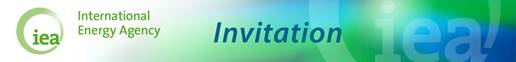 iea
International
Energy Agency
Invitation
iea